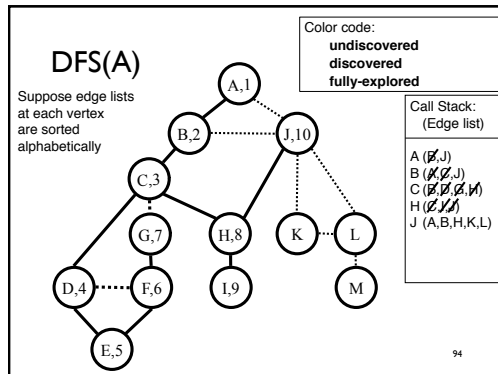 DFS(A)
Suppose edge lists
at each vertex
are sorted
alphabetically
Color code:
undiscovered
discovered
fully-explored
Call Stack:
(Edge list)
A (B,J)
B (A,C,J)
C (B,D,G,H)
H (C,I,J)
J (A,B,H,K,L)
A,1
B,2
J,10
C,3
G,7
H,8
K
L
D,4
F,6
I,9
M
E,5
94